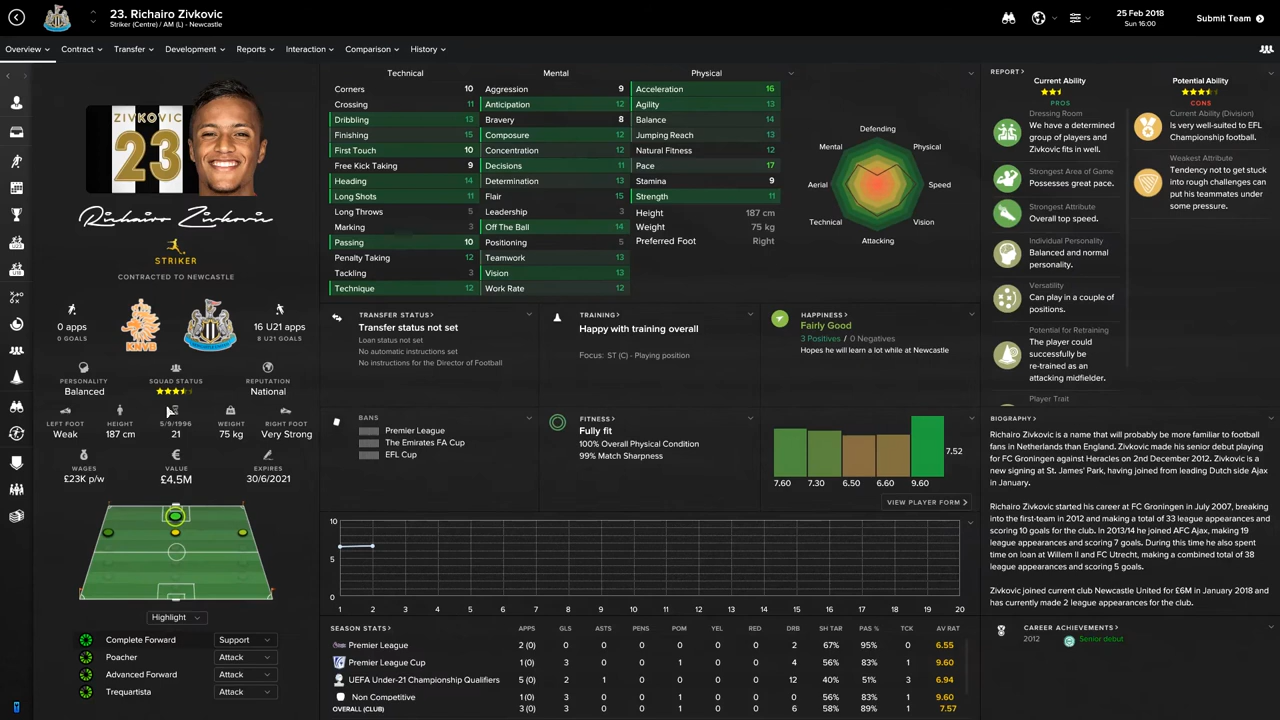 23. Richairo Zivkovic
Striker (Centre) / AM (L) - Newcastle
25 Feb 2018
Sun 16:00
Submit Team
Overview
Contract
Transfer
Development
Reports
Interaction
Comparison
History
ZIVKOVIC
23
Richairo Zivkovic
STRIKER
CONTRACTED TO NEWCASTLE
0 apps
0 GOALS
KNVB
16 U21 apps
8 U21 GOALS
PERSONALITY
Balanced
SQUAD STATUS
REPUTATION
National
LEFT FOOT
Weak
HEIGHT
187 cm
5/9/1996
21
WEIGHT
75 kg
RIGHT FOOT
Very Strong
WAGES
£23K p/w
VALUE
£4.5M
EXPIRES
30/6/2021
Highlight
Complete Forward Support
Poacher Attack
Advanced Forward Attack
Trequartista Attack
Technical
Corners 10
Crossing 11
Dribbling 13
Finishing 15
First Touch 10
Free Kick Taking 9
Heading 14
Long Shots 11
Long Throws 5
Marking 3
Passing 10
Penalty Taking 12
Tackling 3
Technique 12
Mental
Aggression 9
Anticipation 12
Bravery 8
Composure 12
Concentration 12
Decisions 11
Determination 13
Flair 15
Leadership 3
Off The Ball 14
Positioning 5
Teamwork 13
Vision 13
Work Rate 12
Physical
Acceleration 16
Agility 13
Balance 14
Jumping Reach 13
Natural Fitness 12
Pace 17
Stamina 9
Strength 11
Height 187 cm
Weight 75 kg
Preferred Foot Right
Defending
Physical
Speed
Vision
Attacking
Technical
Aerial
Mental
TRANSFER STATUS>
Transfer status not set
Loan status not set
No automatic instructions set
No instructions for the Director of Football
TRAINING>
Happy with training overall
Focus: ST (C) - Playing position
HAPPINESS>
Fairly Good
3 Positives / 0 Negatives
Hopes he will learn a lot while at Newcastle
BANS
Premier League
The Emirates FA Cup
EFL Cup
FITNESS>
Fully fit
100% Overall Physical Condition
99% Match Sharpness
7.60 7.30 6.50 6.60 9.60
7.52
VIEW PLAYER FORM >
10
5
0
1 2 3 4 5 6 7 8 9 10 11 12 13 14 15 16 17 18 19 20
SEASON STATS> APPS GLS ASTS PENS POM YEL RED DRB SH TAR PAS % TCK AV RAT
Premier League 2 (0) 0 0 0 0 0 0 2 67% 95% 0 6.55
Premier League Cup 1 (0) 3 0 0 1 0 0 4 56% 83% 1 9.60
UEFA Under-21 Championship Qualifiers 5 (0) 2 1 0 0 0 0 12 40% 51% 3 6.94
Non Competitive 1(0) 3 0 0 1 0 0 4 56% 83% 1 9.60
OVERALL (CLUB) 3 (0) 3 0 0 1 0 0 6 58% 89% 1 7.57
REPORT>
Current Ability
PROS
Dressing Room
We have a determined group of players and Zivkovic fits in well.
Strongest Area of Game
Possesses great pace.
Strongest Attribute
Overall top speed.
Individual Personality
Balanced and normal personality.
Versatility
Can play in a couple of positions.
Potential for Retraining
The player could successfully be re-trained as an attacking midfielder.
Player Trait
Potential Ability
CONS
Current Ability (Division)
Is very well-suited to EFL Championship football.
Weakest Attribute
Tendency not to get stuck into rough challenges can put his teammates under some pressure.
BIOGRAPHY>
Richairo Zivkovic is a name that will probably be more familiar to football
fans in Netherlands than England. Zivkovic made his senior debut playing
for FC Groningen against Heracles on 2nd December 2012. Zivkovic is a
new signing at St. James' Park, having joined from leading Dutch side Ajax
in January.
Richairo Zivkovic started his career at FC Groningen in July 2007, breaking
into the first-team in 2012 and making a total of 33 league appearances and
scoring 10 goals for the club. In 2013/14 he joined AFC Ajax, making 19
league appearances and scoring 7 goals. During this time he also spent
time on loan at Willem II and FC Utrecht, making a combined total of 38
league appearances and scoring 5 goals.
Zivkovic joined current club Newcastle United for £6M in January 2018 and
has currently made 2 league appearances for the club.
CAREER ACHIEVEMENTS>
2012 Senior debut